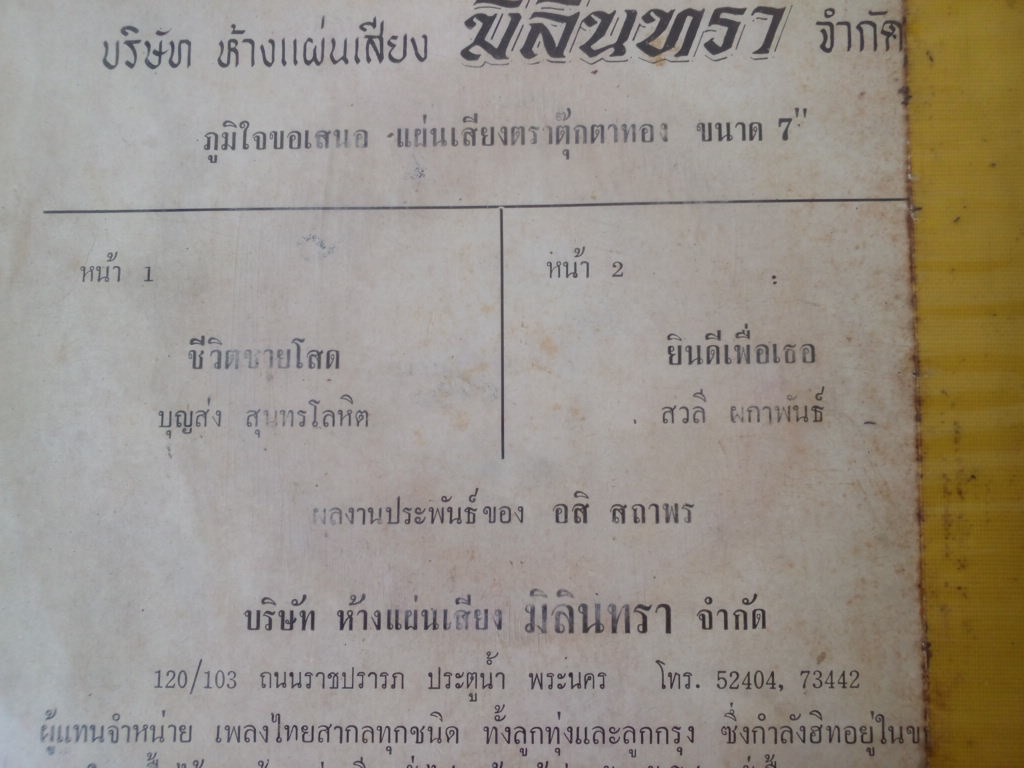 บริษัท ห้างแผ่นเสียง มิลินทรา จำกัด
ภูมิใจขอเสนอ แผ่นเสียงตราตุ๊กตาทอง ขนาด 7"
หน้า 1
ชีวิตชายโสด
บุญส่ง สุนทรโลหิต
หน้า 2
ยินดีเพื่อเธอ
สวลี ผกาพันธ์
ผลงานประพันธ์ของ อสิ สถาพร
บริษัท ห้างแผ่นเสียง มิลินทรา จำกัด
120/103 ถนนราชปรารภ ประตูน้ำ พระนคร โทร. 52404, 73442
ผู้แทนจำหน่าย เพลงไทยสากลทุกชนิด ทั้งลูกทุ่งและลูกกรุง ซึ่งกำลังฮิทอยู่ใน